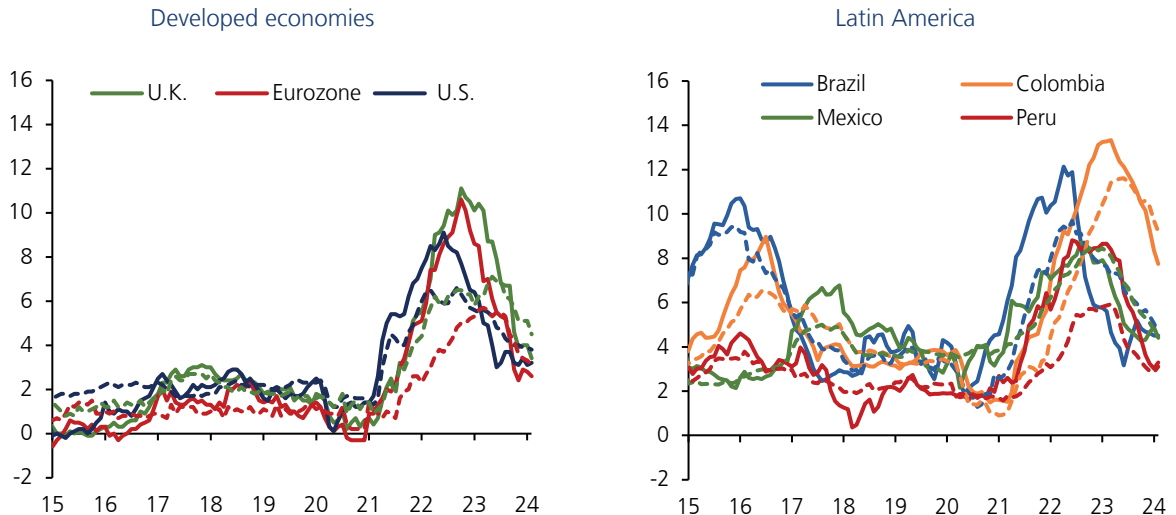 Developed economies
16
14
12
10
8
6
4
2
0
-2
U.K. Eurozone U.S.
15 16 17 18 19 20 21 22 23 24
Latin America
16
14
12
10
8
6
4
2
0
-2
Brazil Colombia
Mexico Peru
15 16 17 18 19 20 21 22 23 24